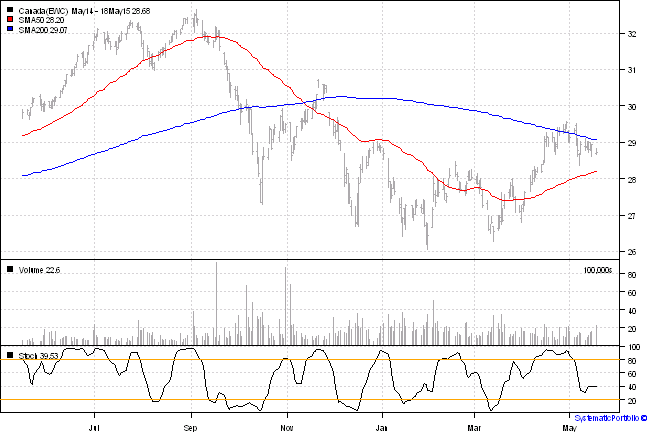 Canada(EWC) May14 - 18May15 28.68
SMA50 28.20
SMA200 29.07
32
31
30
29
28
27
26
Volume 22.6
100,000s
80
60
40
20
Stoch 39.53
100
80
60
40
20
Jul Sep Nov Jan Mar May
SystematicPortfolio ©